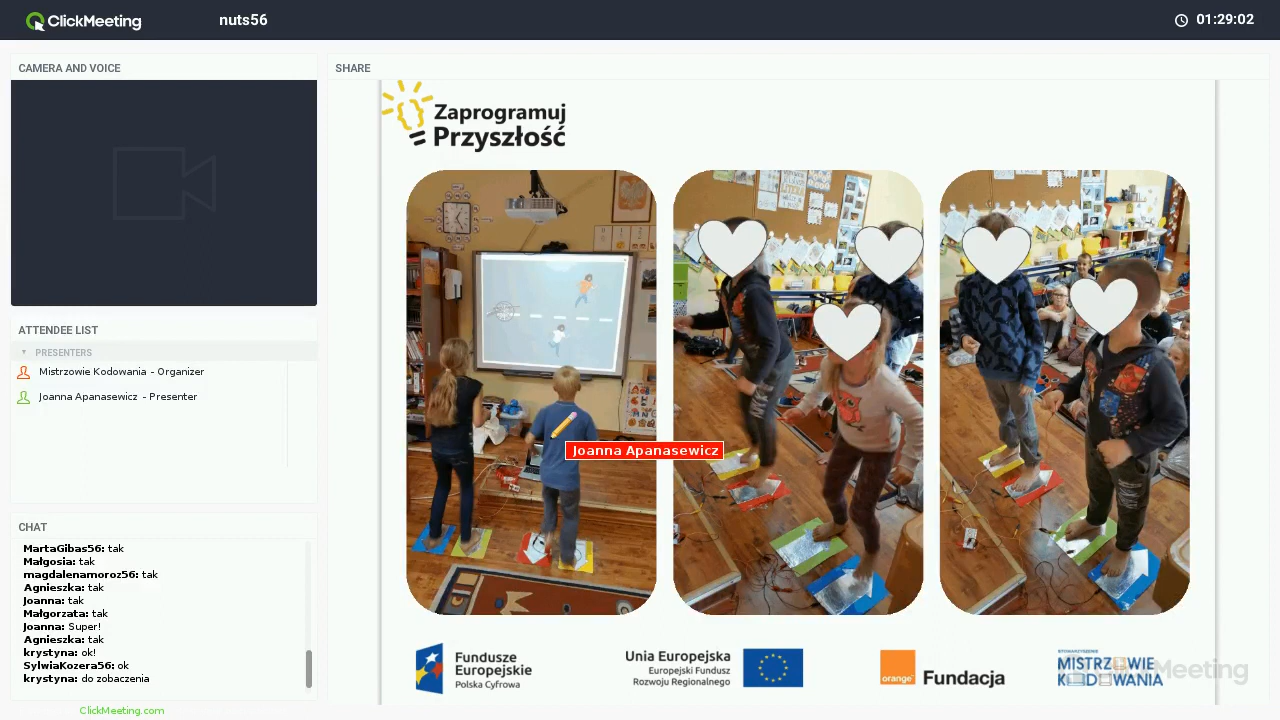 ClickMeeting
nuts56
01:29:02
CAMERA AND VOICE
SHARE
Zaprogramuj
Przyszłość
ATTENDEE LIST
PRESENTERS
Mistrzowie Kodowania - Organizer
Joanna Apanasewicz - Presenter
Joanna Apanasewicz
CHAT
MartaGibas56: tak
Małgosia: tak
magdalenamoroz56: tak
Agnieszka: tak
Joanna: tak
Małgorzata: tak
Joanna: Super!
Agnieszka: tak
krystyna: ok!
SylwiaKozera56: ok
krystyna: do zobaczenia
Fundusze
Europejskie
Polska Cyfrowa
Unia Europejska
Europejski Fundusz
Rozwoju Regionalnego
orange
Fundacja
STOWARZYSZENIE
MISTRZOWIE
KODOWANIA
ClickMeeting
ClickMeeting.com